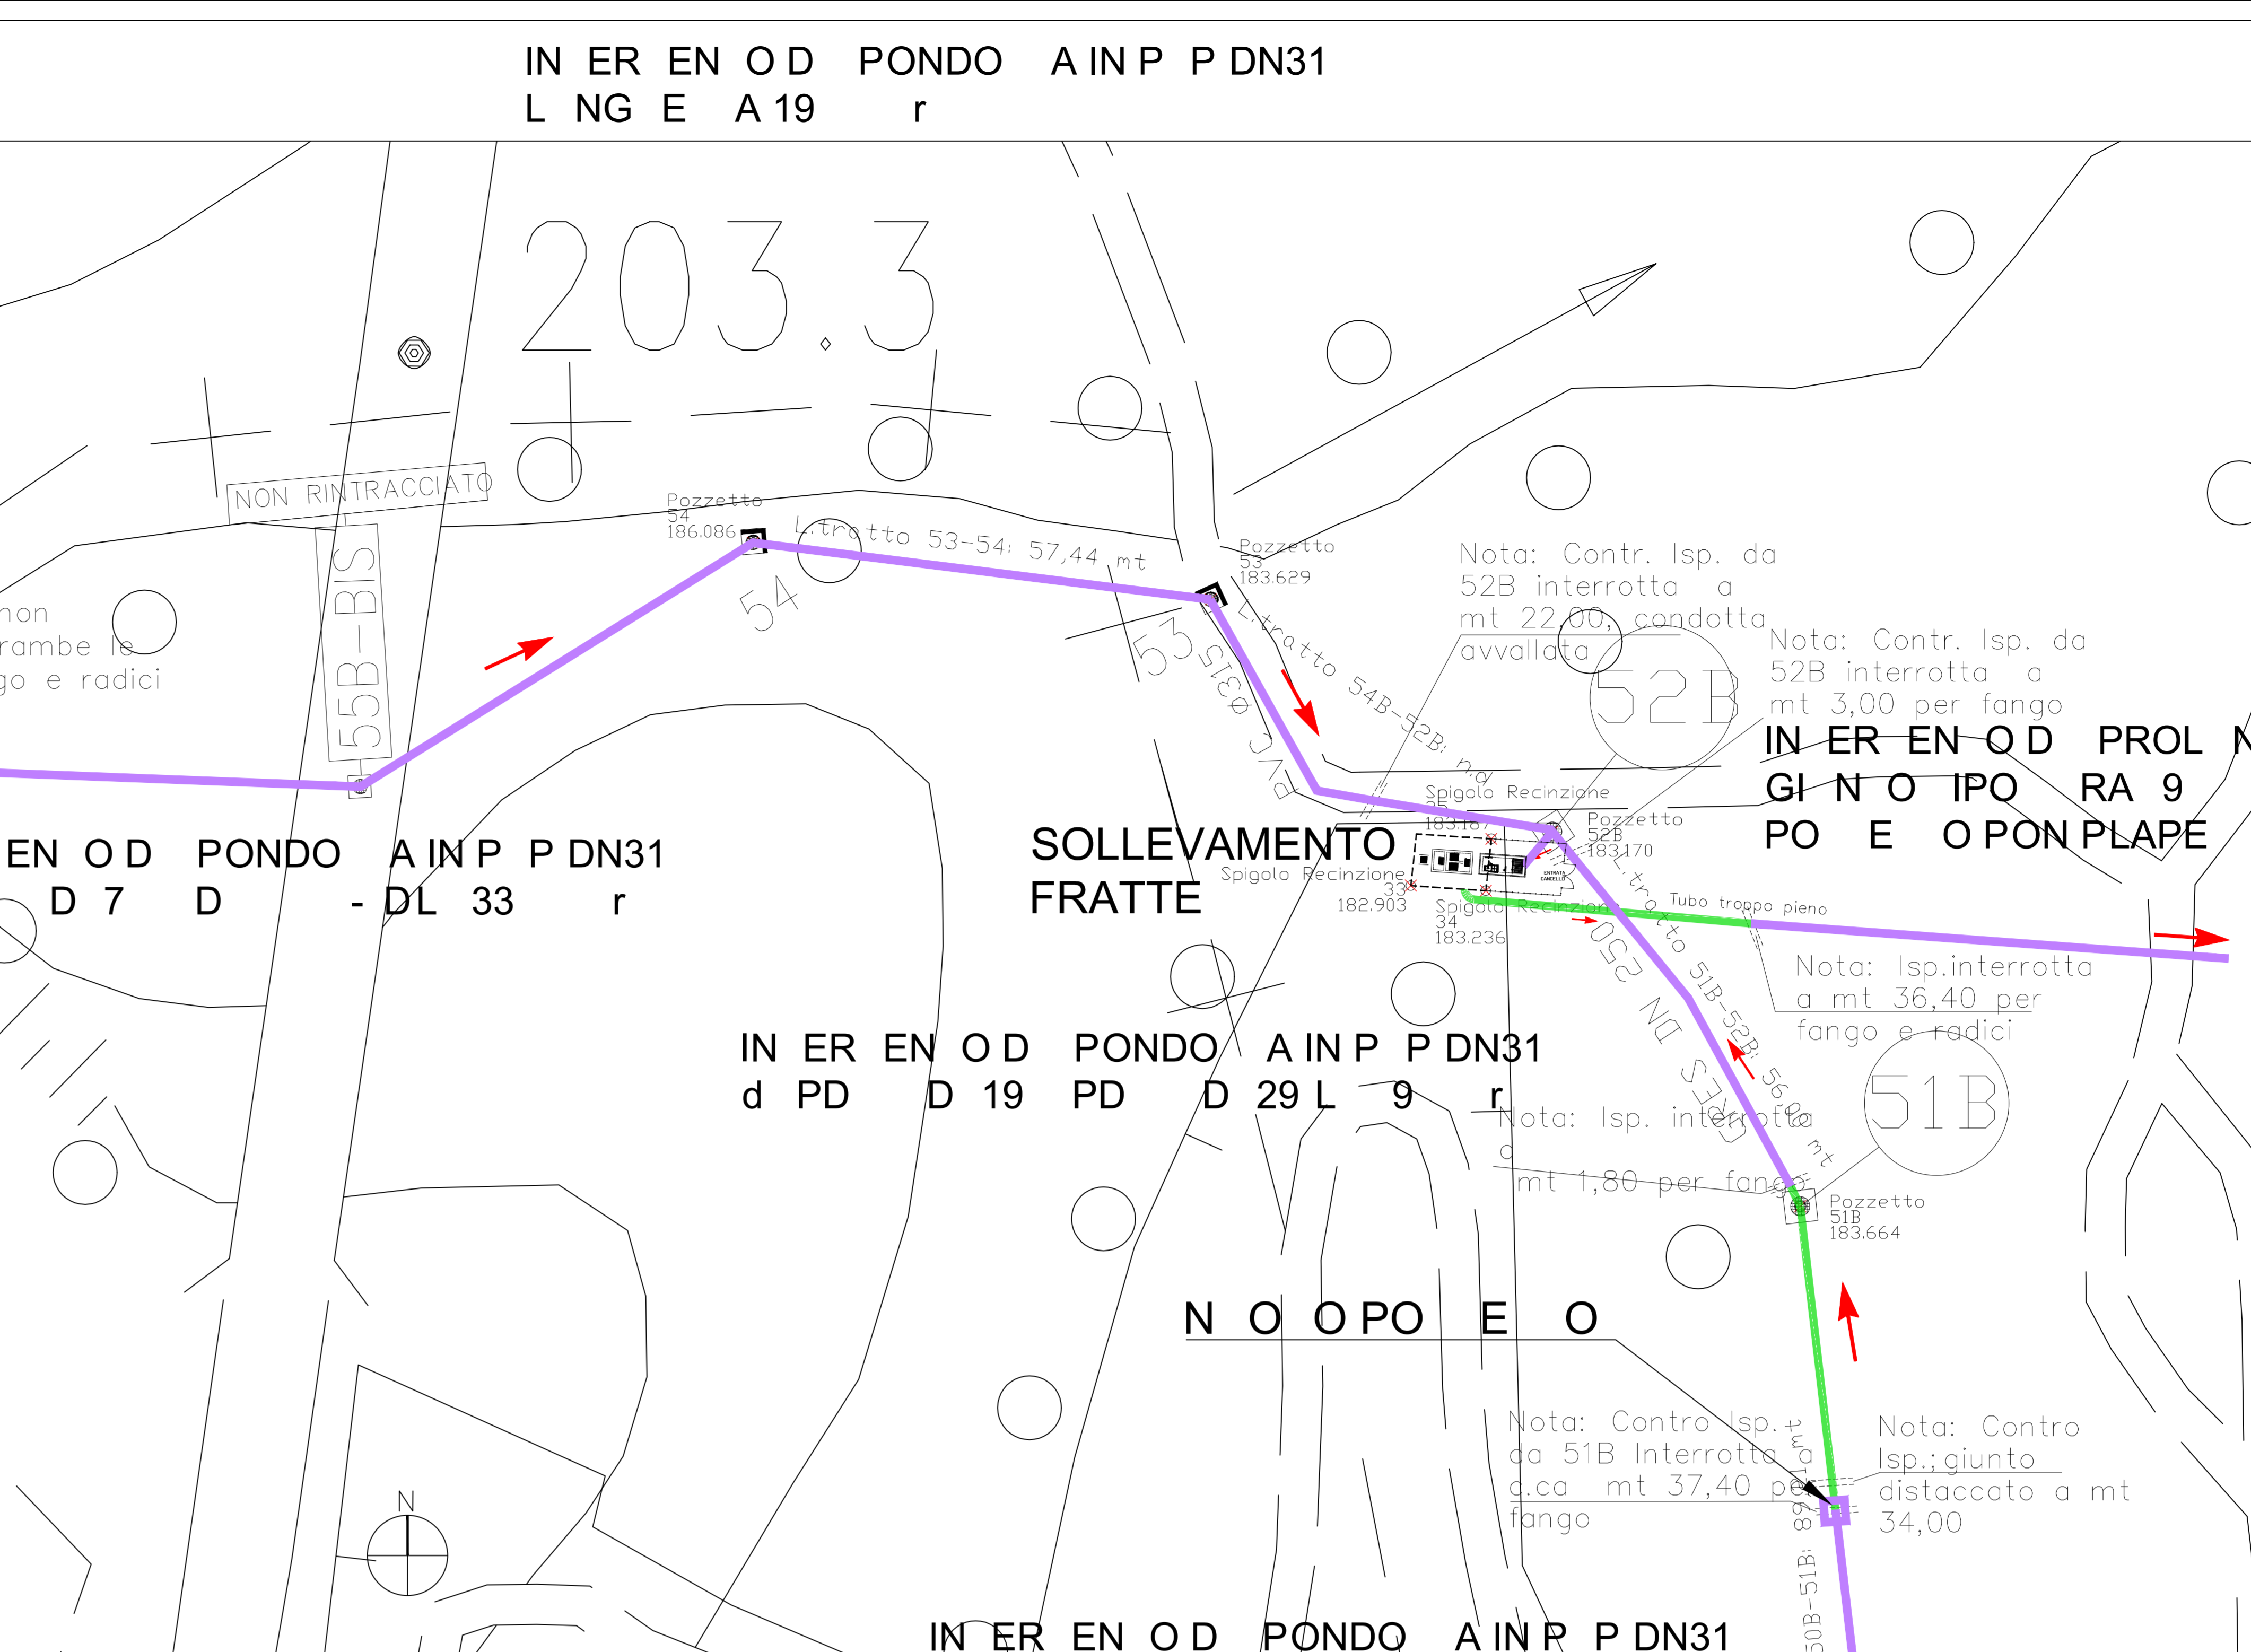 IN ER EN O D PONDO A IN P P DN31
L NG E A 19 r
203.3
NON RINTRACCIATO
55B-BIS
Pozzetto
54
186.086
L.tratto 53-54: 57,44 mt
54
Pozzetto
53
183.629
53
PVC Ø315
L.tratto 54B-52B: n.d
non
rambe le
go e radici
Nota: Contr. Isp. da
52B interrotta a
mt 22,00, condotta
avvallata
52B
Nota: Contr. Isp. da
52B interrotta a
mt 3,00 per fango
IN ER EN O D PROL N
GI N O IPO RA 9
PO E O PON PLAPE
EN O D PONDO A IN P P DN31
D 7 D - DL 33 r
SOLLEVAMENTO
FRATTE
Spigolo Recinzione
35
183.187
Pozzetto
52B
183.170
ENTRATA
CANCELLO
Spigolo Recinzione
33
182.903
Spigolo Recinzione
34
183.236
Tubo troppo pieno
L.tratto 51B-52B: 56,00 mt
GRES DN 250
Nota: Isp.interrotta
a mt 36,40 per
fango e radici
IN ER EN O D PONDO A IN P P DN31
d PD D 19 PD D 29 L 9 r
51B
Nota: Isp. interrotta
a
mt 1,80 per fango
Pozzetto
51B
183.664
N O O PO E O
Nota: Contro Isp.
da 51B Interrotta a
c.ca mt 37,40 per
fango
Nota: Contro
Isp.; giunto
distaccato a mt
34,00
50B-51B:
N
IN ER EN O D PONDO A IN P P DN31